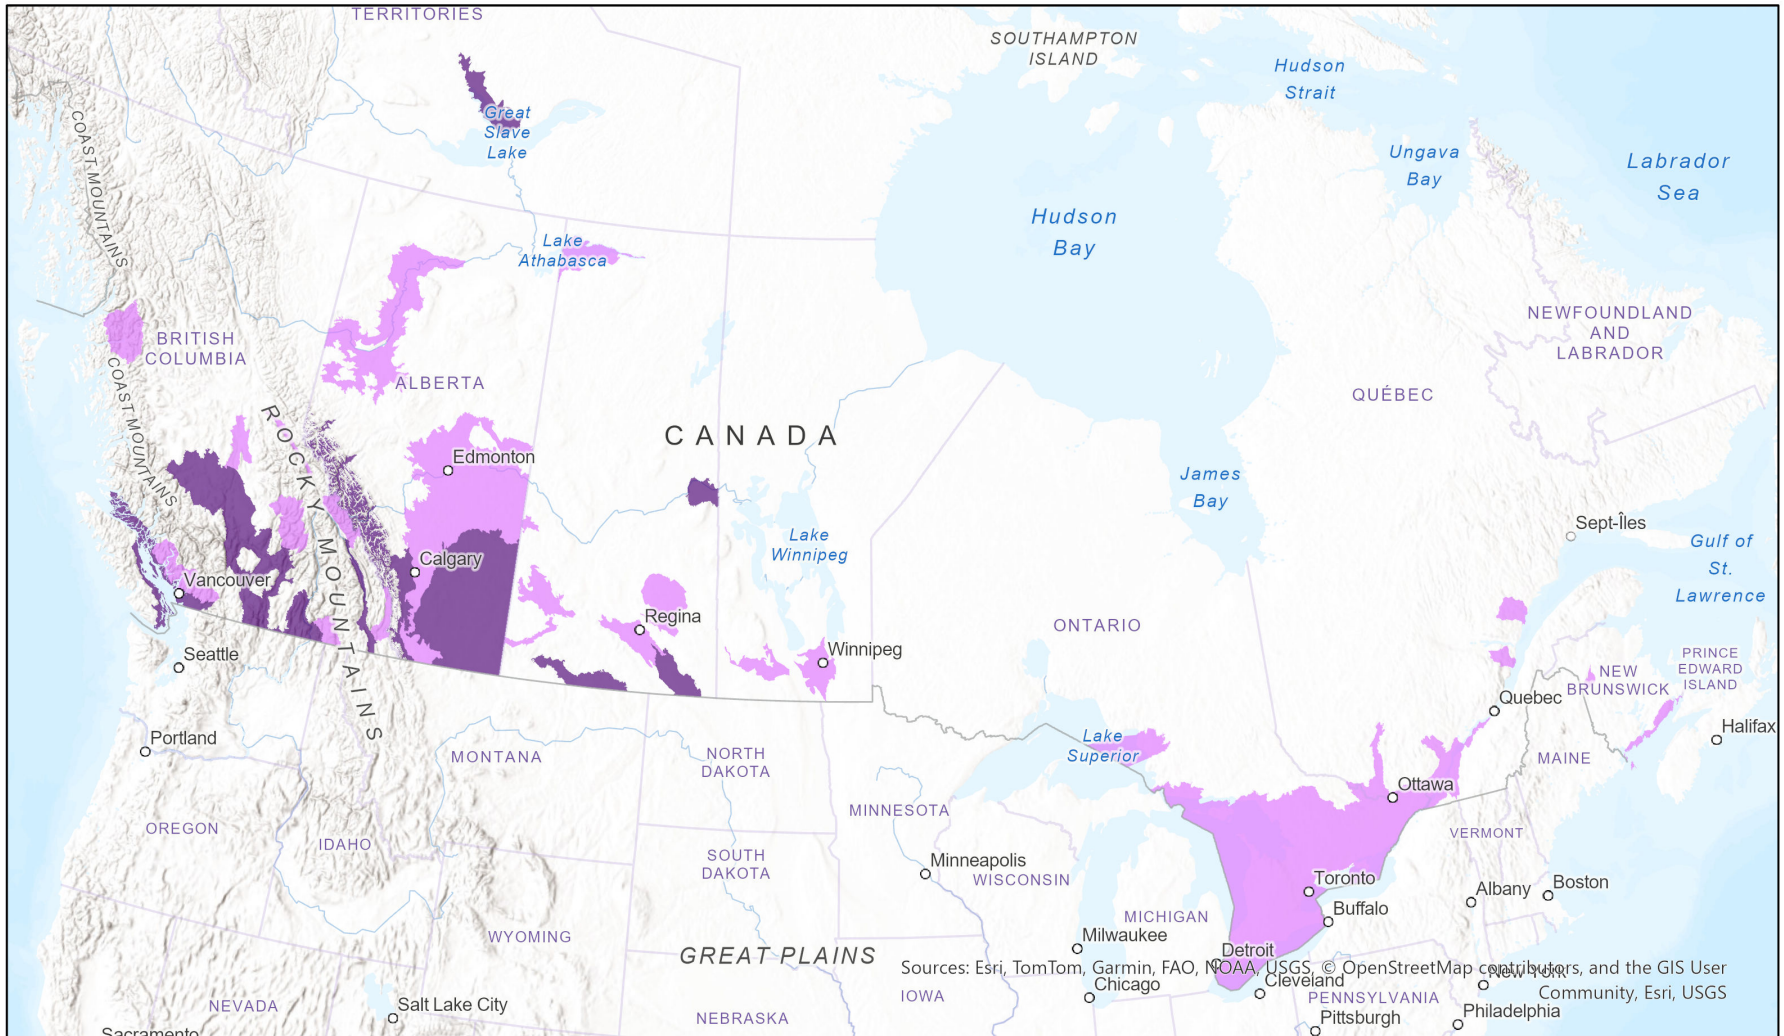 TERRITORIES
SOUTHAMPTON
ISLAND
Hudson
Strait
COAST MOUNTAINS
Great
Slave
Lake
Ungava
Bay
Labrador
Sea
Hudson
Bay
Lake
Athabasca
BRITISH
COLUMBIA
NEWFOUNDLAND
AND
LABRADOR
COAST MOUNTAINS
ALBERTA
QUÉBEC
ROCKY MOUNTAINS
CANADA
Edmonton
James
Bay
Sept-Îles
Lake
Winnipeg
Gulf of
St.
Lawrence
Calgary
Vancouver
Regina
ONTARIO
Winnipeg
Seattle
NEW
BRUNSWICK
PRINCE
EDWARD
ISLAND
Quebec
Halifax
Portland
MONTANA
NORTH
DAKOTA
Lake
Superior
MAINE
Ottawa
MINNESOTA
OREGON
IDAHO
VERMONT
SOUTH
DAKOTA
Minneapolis
WISCONSIN
Toronto
Albany
Boston
Buffalo
MICHIGAN
WYOMING
GREAT PLAINS
Milwaukee
Detroit
Sources: Esri, TomTom, Garmin, FAO, NOAA, USGS, © OpenStreetMap contributors, and the GIS User
Community, Esri, USGS
New York
Chicago
Cleveland
IOWA
PENNSYLVANIA
NEVADA
Salt Lake City
NEBRASKA
Philadelphia
Pittsburgh
Sacramento